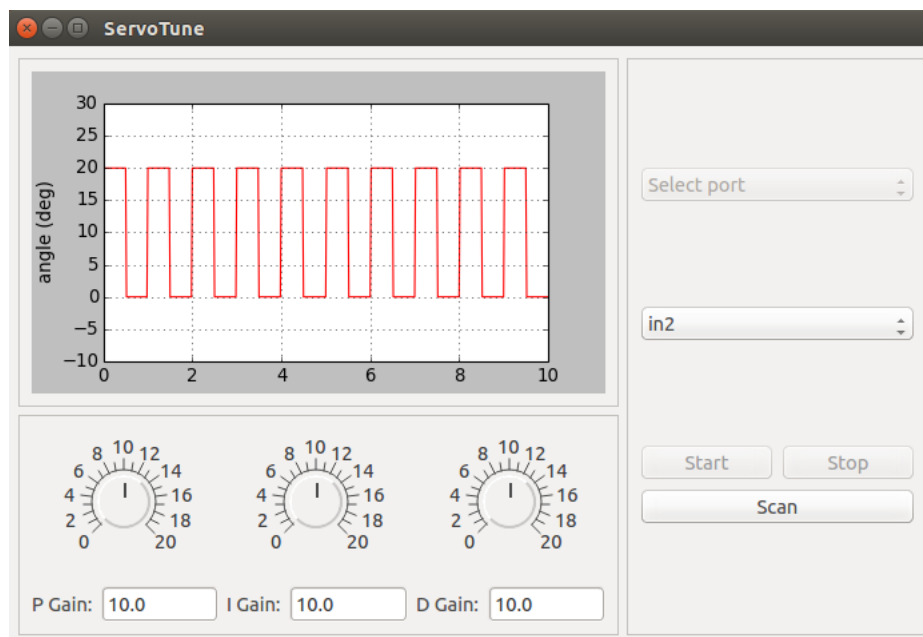 ServoTune
30
25
20
15
10
5
0
−5
−10
angle (deg)
0 2 4 6 8 10
Select port
in2
Start Stop
Scan
0 2 4 6 8 10 12 14 16 18 20
0 2 4 6 8 10 12 14 16 18 20
0 2 4 6 8 10 12 14 16 18 20
P Gain: 10.0 I Gain: 10.0 D Gain: 10.0